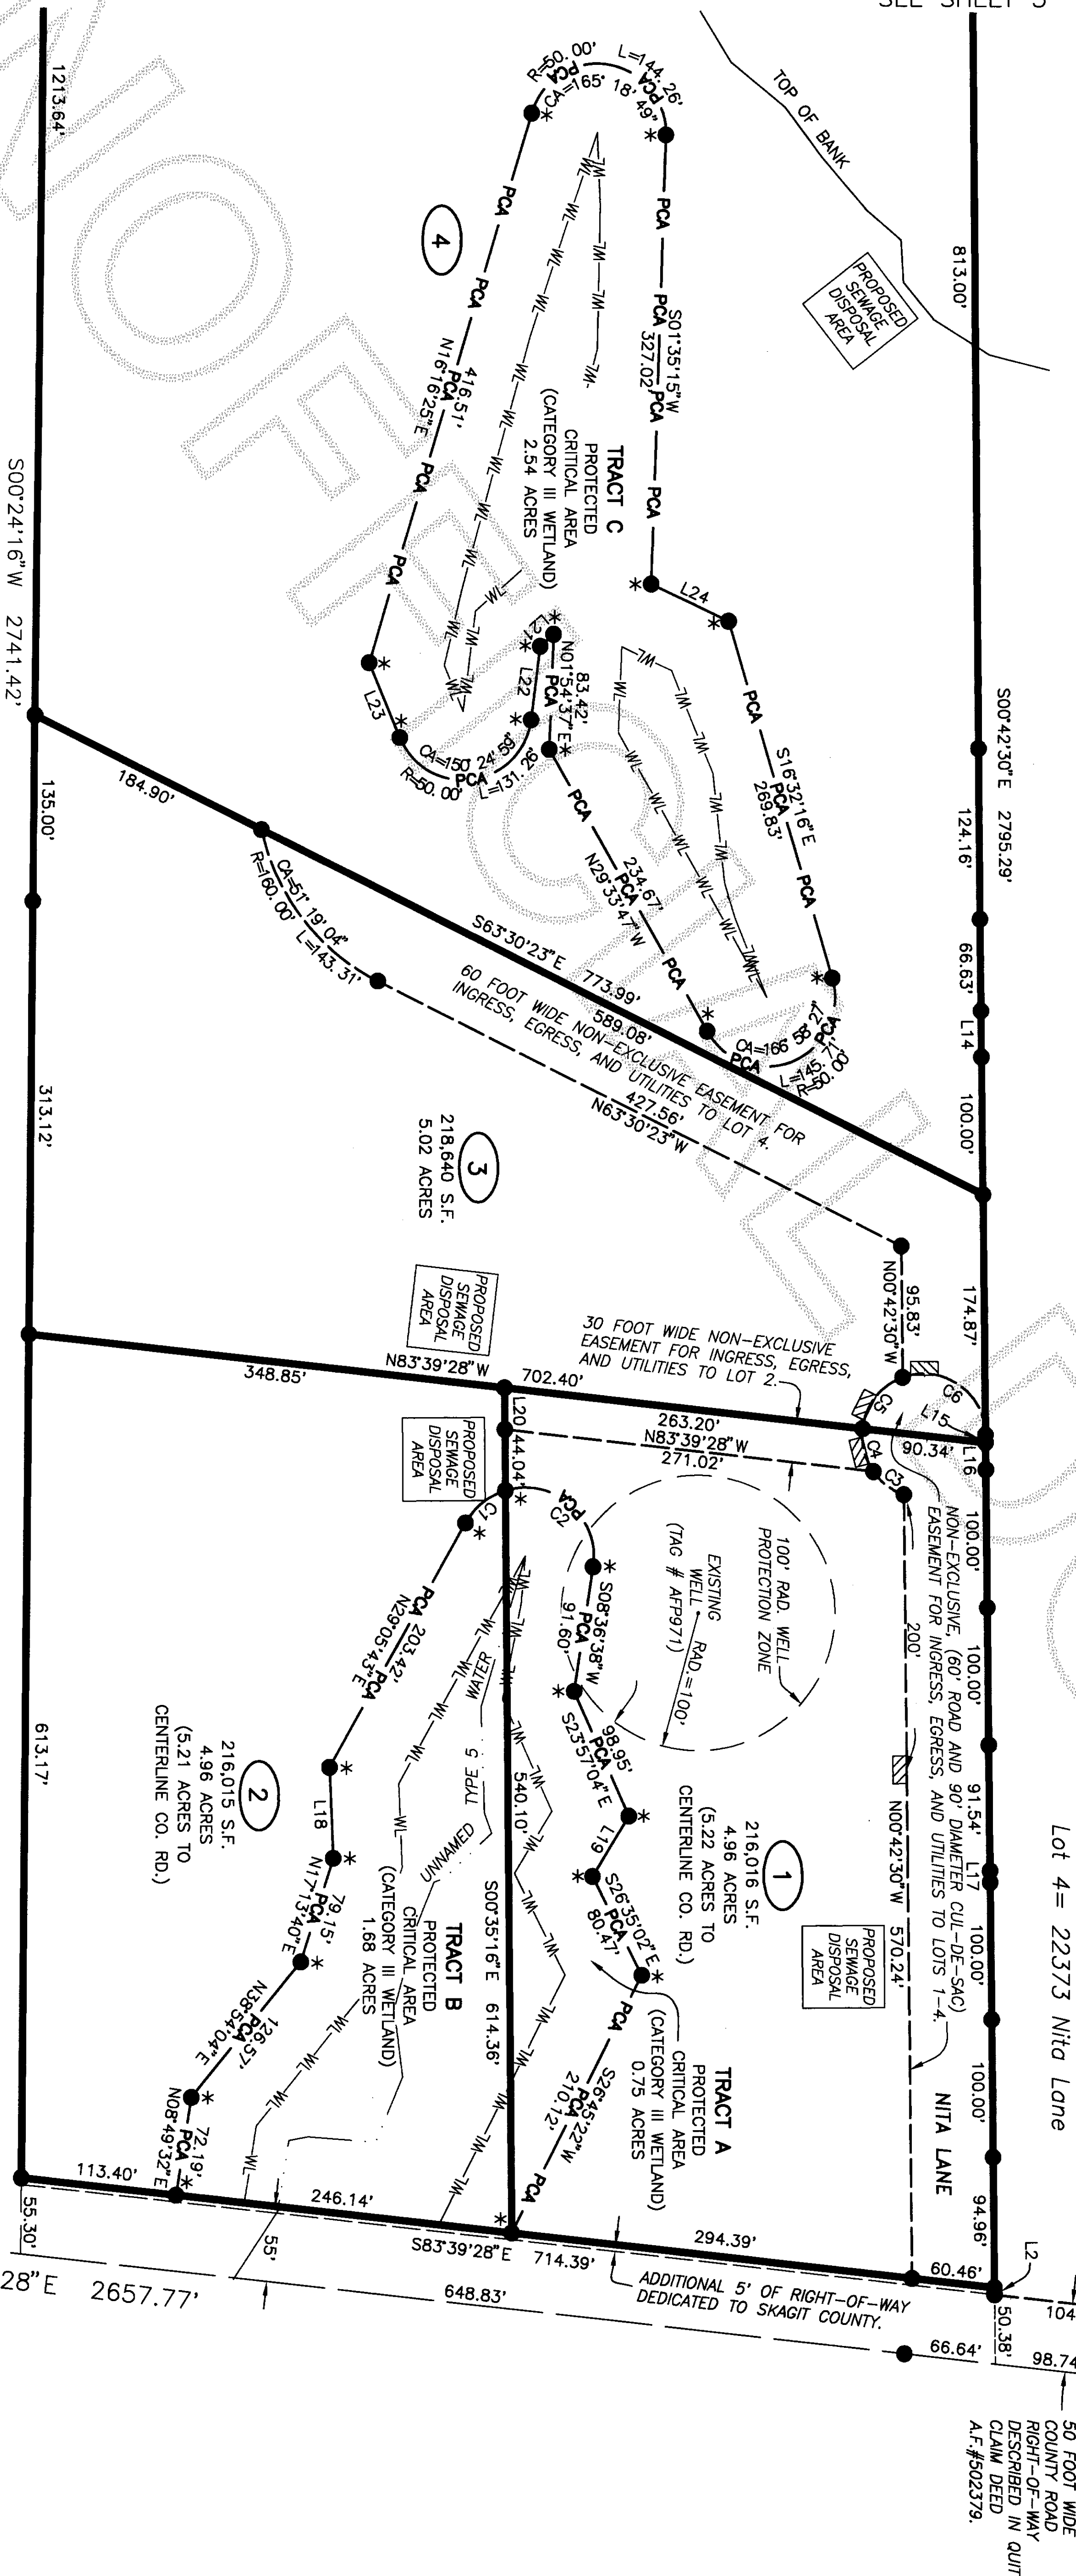 SEE SHEET 3
1213.64'
813.00'
TOP OF BANK
PROPOSED
SEWAGE
DISPOSAL
AREA
R=50.00'
L=144.26'
CA=165°18'49"
PCA
4
S01°35'15"W
327.02'
416.51'
N16°16'25"E
TRACT C
PROTECTED
CRITICAL AREA
(CATEGORY III WETLAND)
2.54 ACRES
WL
L24
L21
L22
L23
N01°54'37"E
83.42'
CA=150°24'59"
R=50.00'
L=131.26'
S16°32'16"E
269.83'
234.67'
N29°33'47"W
CA=166°58'27"
L=145.71'
R=50.00'
S00°42'30"E 2795.29'
124.16'
66.63'
L14
100.00'
174.87'
S00°24'16"W 2741.42'
135.00'
313.12'
613.17'
184.90'
CA=51°19'04"
R=160.00'
L=143.31'
S63°30'23"E 773.99'
589.08'
60 FOOT WIDE NON-EXCLUSIVE EASEMENT FOR
INGRESS, EGRESS, AND UTILITIES TO LOT 4.
427.56'
N63°30'23"W
3
218,640 S.F.
5.02 ACRES
PROPOSED
SEWAGE
DISPOSAL
AREA
95.83'
N00°42'30"W
C6
C5
L15
L16
C4
C3
90.34'
30 FOOT WIDE NON-EXCLUSIVE
EASEMENT FOR INGRESS, EGRESS,
AND UTILITIES TO LOT 2.
348.85'
N83°39'28"W
702.40'
263.20'
N83°39'28"W
271.02'
L20
44.04'
PROPOSED
SEWAGE
DISPOSAL
AREA
C1
C2
100' RAD. WELL
PROTECTION ZONE
EXISTING
WELL
RAD.=100'
(TAG # AFP971)
NON-EXCLUSIVE, (60' ROAD AND 90' DIAMETER CUL-DE-SAC)
EASEMENT FOR INGRESS, EGRESS, AND UTILITIES TO LOTS 1-4.
100.00'
100.00'
91.54'
L17
100.00'
100.00'
94.96'
L2
200'
N00°42'30"W 570.24'
NITA LANE
Lot 4= 22373 Nita Lane
S08°36'38"W
91.60'
98.95'
S23°57'04"E
L19
S26°35'02"E
80.47'
S26°45'22"W
210.12'
1
216,016 S.F.
4.96 ACRES
(5.22 ACRES TO
CENTERLINE CO. RD.)
PROPOSED
SEWAGE
DISPOSAL
AREA
TRACT A
PROTECTED
CRITICAL AREA
(CATEGORY III WETLAND)
0.75 ACRES
540.10'
S00°35'16"E 614.36'
UNNAMED TYPE 5 WATER
TRACT B
PROTECTED
CRITICAL AREA
(CATEGORY III WETLAND)
1.68 ACRES
203.42'
N29°05'43"E
L18
79.15'
N17°13'40"E
126.57'
N38°54'04"E
72.19'
N08°49'32"E
2
216,015 S.F.
4.96 ACRES
(5.21 ACRES TO
CENTERLINE CO. RD.)
113.40'
246.14'
S83°39'28"E 714.39'
294.39'
60.46'
55.30'
55'
28"E 2657.77'
648.83'
ADDITIONAL 5' OF RIGHT-OF-WAY
DEDICATED TO SKAGIT COUNTY.
66.64'
50.38'
104
98.74
50 FOOT WIDE
COUNTY ROAD
RIGHT-OF-WAY
DESCRIBED IN QUIT
CLAIM DEED
A.F.#502379.
UNOFFICIAL